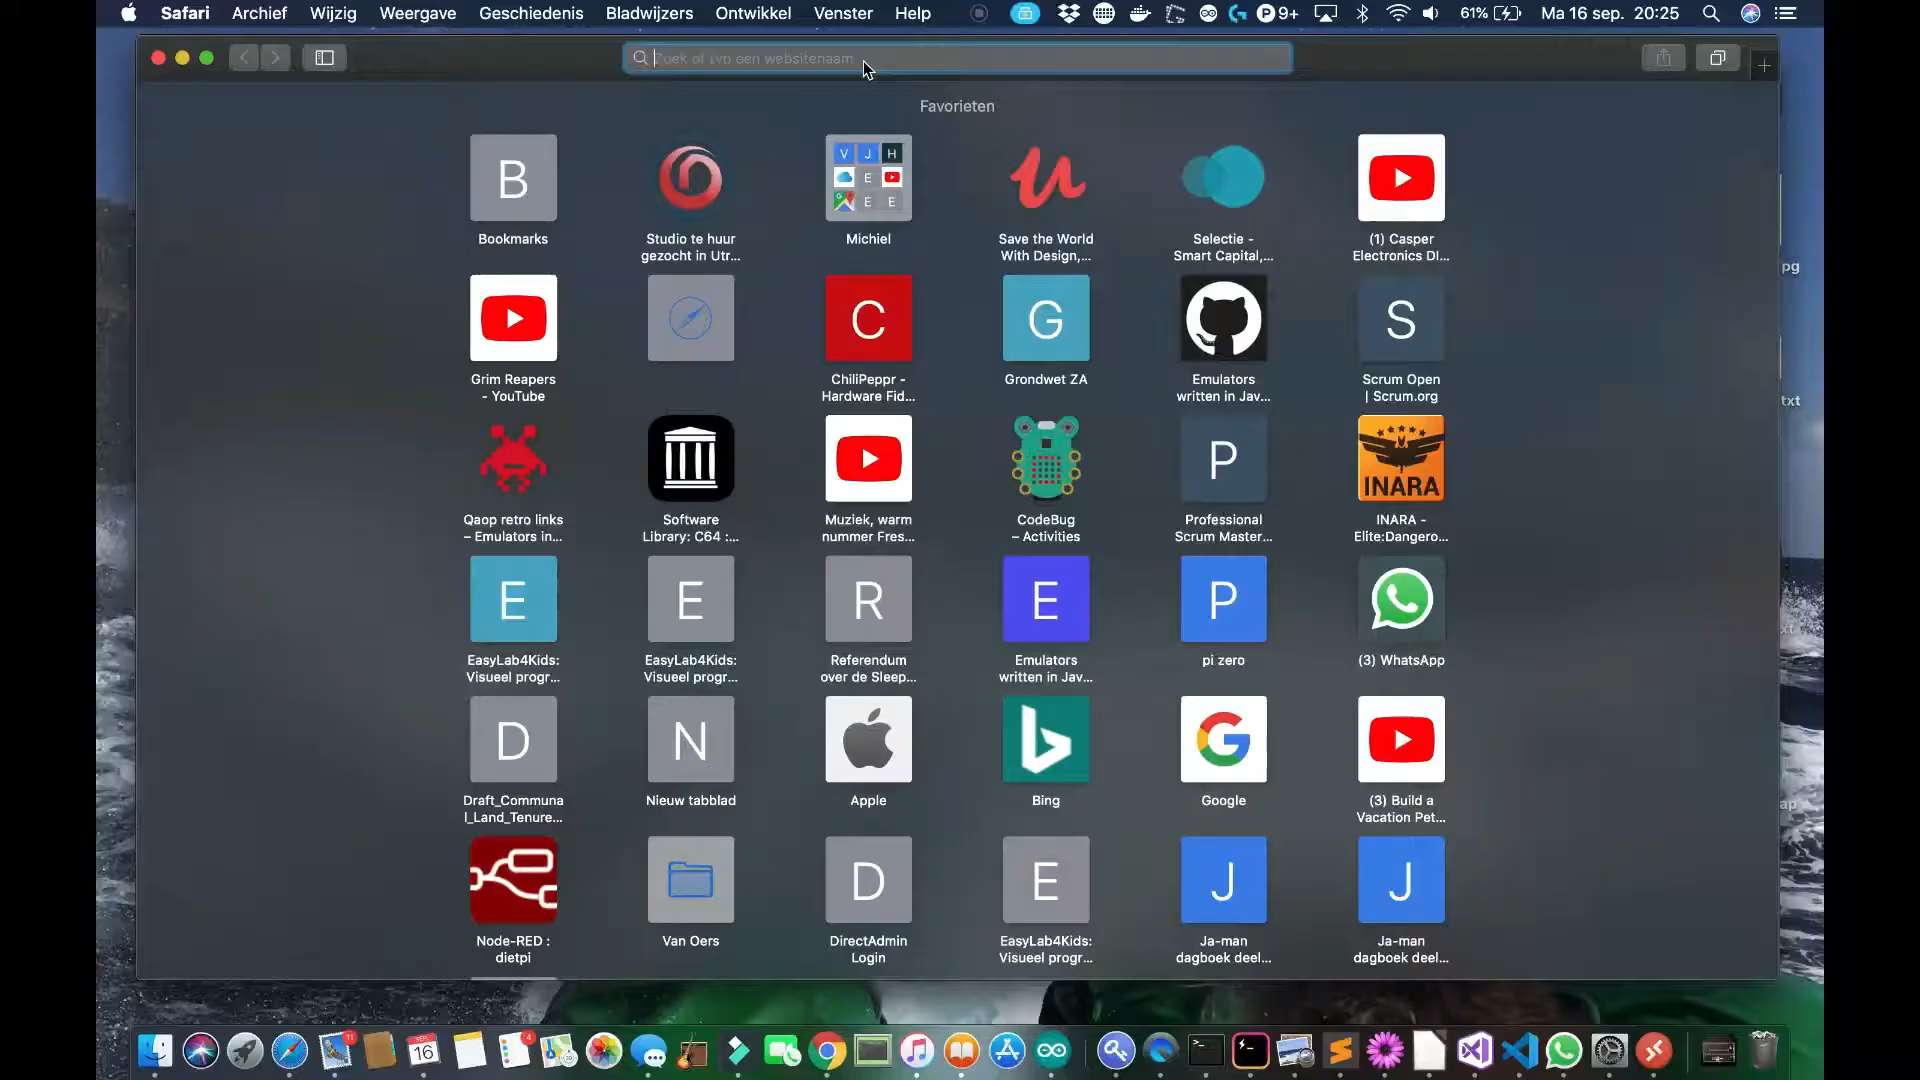 Safari Archief Wijzig Weergave Geschiedenis Bladwijzers Ontwikkel Venster Help P 9+ 61% Ma 16 sep. 20:25
Zoek of typ een websitenaam
Favorieten
B
V J H
E
E E
Bookmarks
Studio te huur
gezocht in Utr...
Michiel
Save the World
With Design,...
Selectie -
Smart Capital,...
(1) Casper
Electronics DI...
pg
C
G
S
Grim Reapers
- YouTube
ChiliPeppr -
Hardware Fid...
Grondwet ZA
Emulators
written in Jav...
Scrum Open
| Scrum.org
txt
P
INARA
Qaop retro links
– Emulators in...
Software
Library: C64 :...
Muziek, warm
nummer Fres...
CodeBug
– Activities
Professional
Scrum Master...
INARA -
Elite:Dangero...
E
E
R
E
P
xt
EasyLab4Kids:
Visueel progr...
EasyLab4Kids:
Visueel progr...
Referendum
over de Sleep...
Emulators
written in Jav...
pi zero
(3) WhatsApp
D
N
Draft_Communa
l_Land_Tenure...
Nieuw tabblad
Apple
Bing
Google
(3) Build a
Vacation Pet...
ap
D
E
J
J
Node-RED :
dietpi
Van Oers
DirectAdmin
Login
EasyLab4Kids:
Visueel progr...
Ja-man
dagboek deel...
Ja-man
dagboek deel...
11
SEP.
16
4